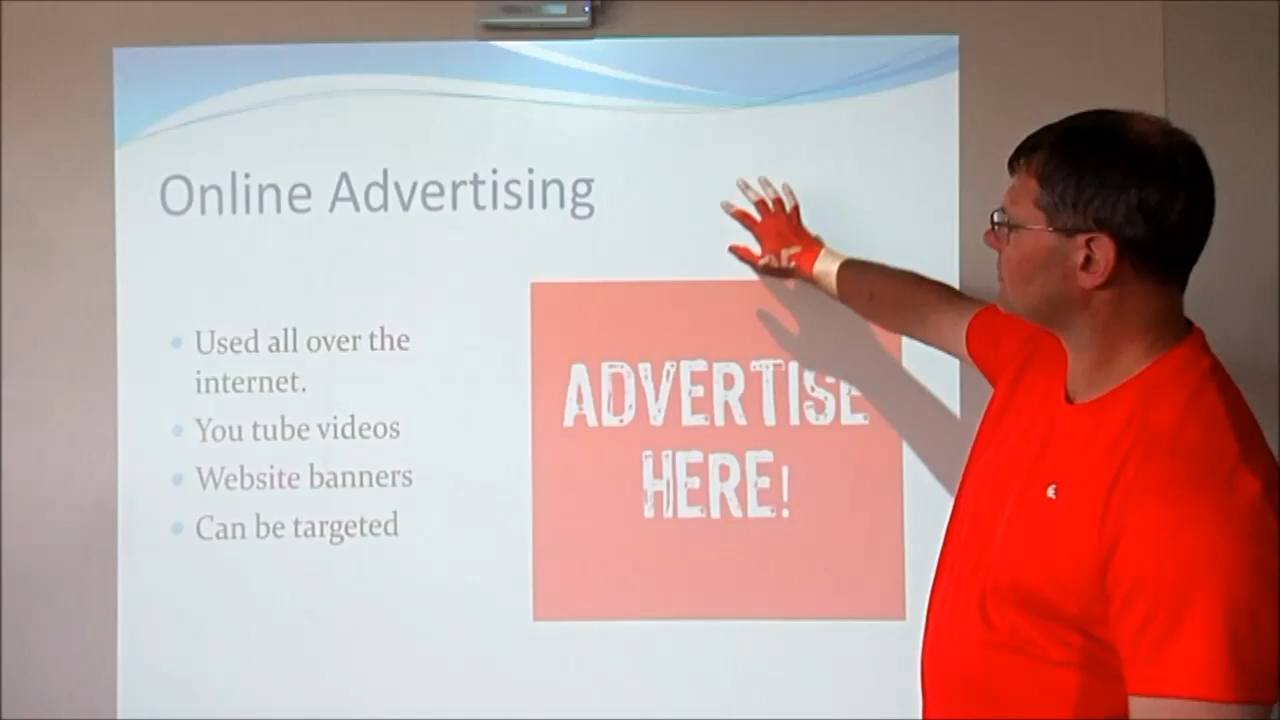 Online Advertising
Used all over the
internet.
You tube videos
Website banners
Can be targeted
ADVERTISE
HERE!